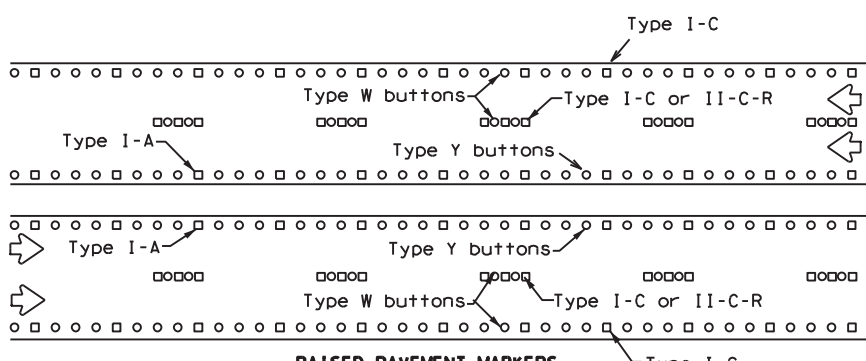 Type I-C
Type W buttons
Type I-C or II-C-R
Type I-A
Type Y buttons
Type I-A
Type Y buttons
Type W buttons
Type I-C or II-C-R
RAISED PAVEMENT MARKERS
Type I-C